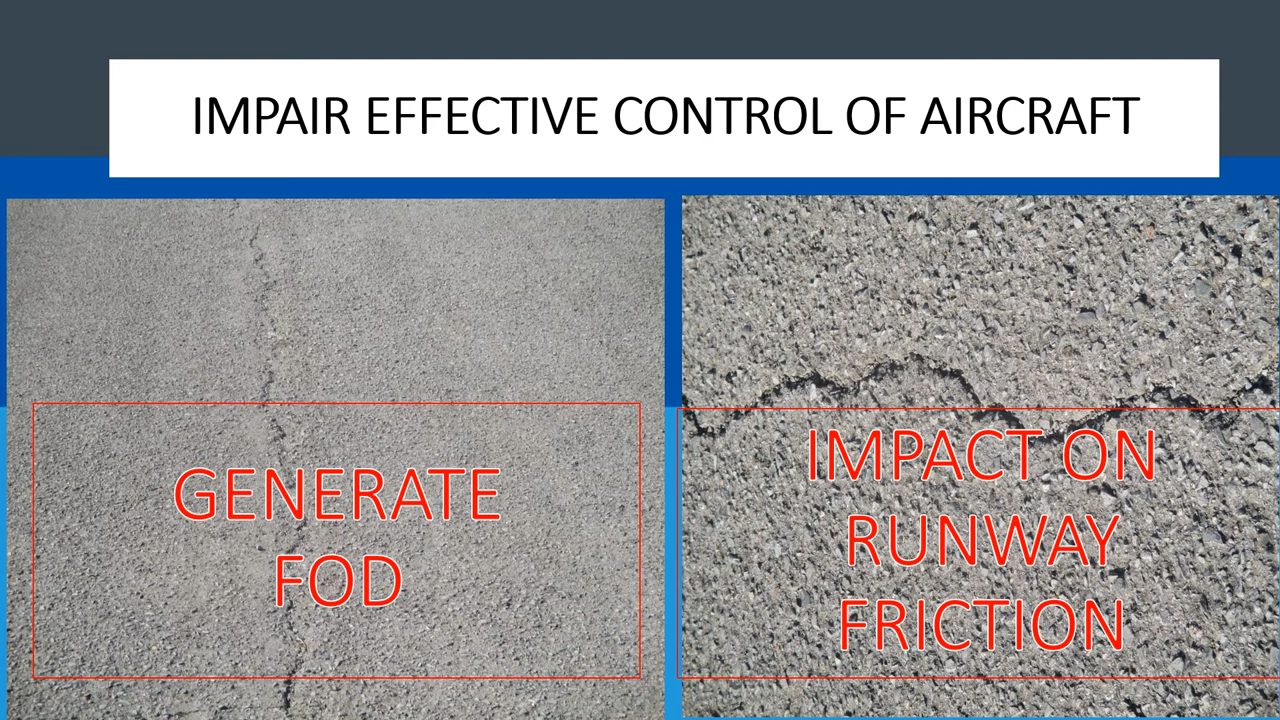 IMPAIR EFFECTIVE CONTROL OF AIRCRAFT
GENERATE
FOD
IMPACT ON
RUNWAY
FRICTION